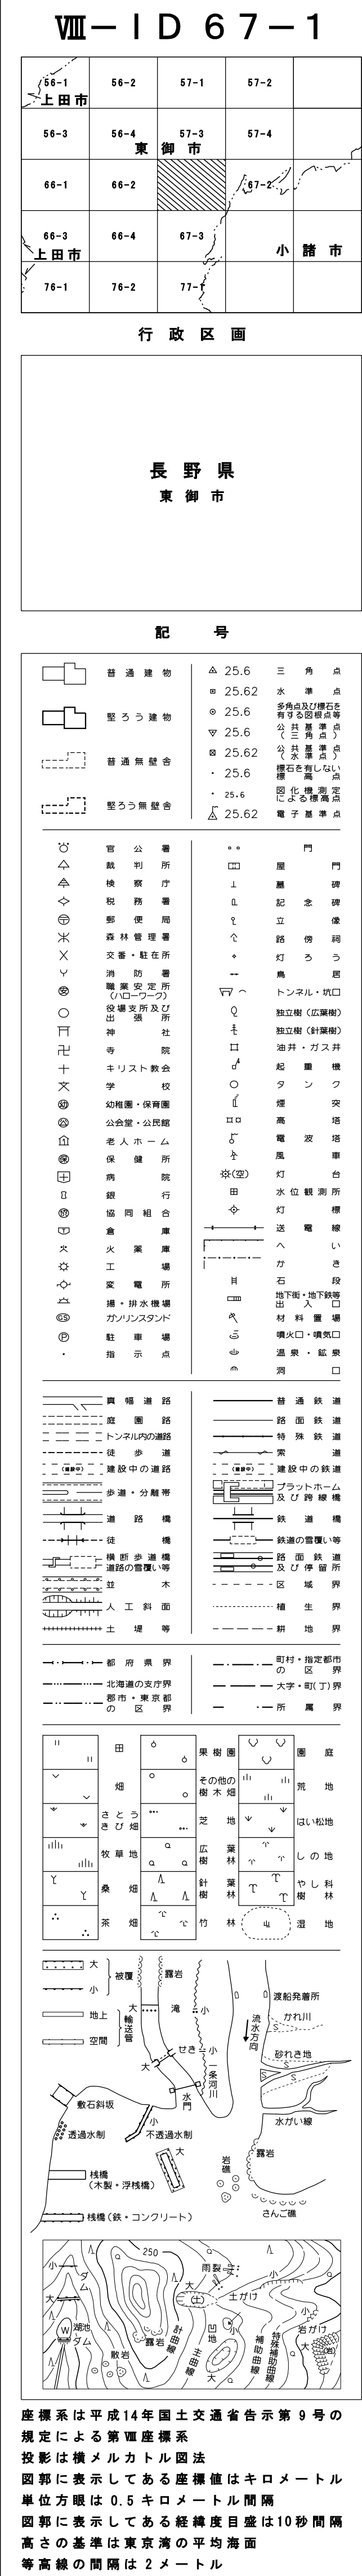 Ⅷ－ＩＤ６７－１
56-1 56-2 57-1 57-2
上田市
56-3 56-4 57-3 57-4
東御市
66-1 66-2 67-2
66-3 66-4 67-3
小諸市
上田市
76-1 76-2 77-1
行政区画
長野県
東御市
記号
普通建物
堅ろう建物
普通無壁舎
堅ろう無壁舎
25.6 三角点
25.62 水準点
25.6 多角点及び標石を有する図根点等
25.6 公共基準点（三角点）
25.62 公共基準点（水準点）
25.6 標石を有しない標高点
25.6 図化機測定による標高点
25.62 電子基準点
官公署
裁判所
検察庁
税務署
郵便局
森林管理署
交番・駐在所
消防署
職業安定所
（ハローワーク）
役場支所及び
出張所
神社
寺院
キリスト教会
学校
幼稚園・保育園
公会堂・公民館
老人ホーム
保健所
病院
銀行
協同組合
倉庫
火薬庫
工場
変電所
揚・排水機場
GS ガソリンスタンド
P 駐車場
指示点
門
屋門
墓碑
記念碑
立像
路傍祠
灯ろう
鳥居
トンネル・坑口
独立樹（広葉樹）
独立樹（針葉樹）
油井・ガス井
起重機
タンク
煙突
高塔
電波塔
風車
(空) 灯台
水位観測所
灯標
送電線
へい
かき
石段
地下街・地下鉄等
出入口
材料置場
噴火口・噴気口
温泉・鉱泉
洞口
真幅道路
庭園路
トンネル内の道路
徒歩道
(建設中) 建設中の道路
歩道・分離帯
道路橋
徒橋
横断歩道橋
道路の雪覆い等
並木
人工斜面
土堤等
普通鉄道
路面鉄道
特殊鉄道
索道
(建設中) 建設中の鉄道
プラットホーム
及び跨線橋
鉄道橋
鉄道の雪覆い等
路面鉄道
及び停留所
区域界
植生界
耕地界
都府県界
北海道の支庁界
郡市・東京都
の区界
町村・指定都市
の区界
大字・町(丁)界
所属界
田
畑
さとう
きび畑
牧草地
桑畑
茶畑
果樹園
その他の
樹木畑
芝地
広葉
樹林
針葉
樹林
竹林
園庭
荒地
はい松地
しの地
やし科
樹林
湿地
大
小
被覆
地上
空間
輸送管
露岩
大 滝 小
大 せき 小
一条河川
水門
渡船発着所
流水方向
かれ川
砂れき地
水がい線
敷石斜坂
透過水制
小
不透過水制
大
桟橋
（木製・浮桟橋）
桟橋（鉄・コンクリート）
岩礁
露岩
さんご礁
250
小
ダム
大
W 湖池
ダム
散岩
露岩
計曲線
主曲線
雨裂
大
(土) 土がけ
小
凹地
小
大
補助曲線
特殊補助曲線
小
岩がけ
大
(岩)
座標系は平成14年国土交通省告示第９号の
規定による第Ⅷ座標系
投影は横メルカトル図法
図郭に表示してある座標値はキロメートル
単位方眼は 0.5 キロメートル間隔
図郭に表示してある経緯度目盛は10秒間隔
高さの基準は東京湾の平均海面
等高線の間隔は２メートル